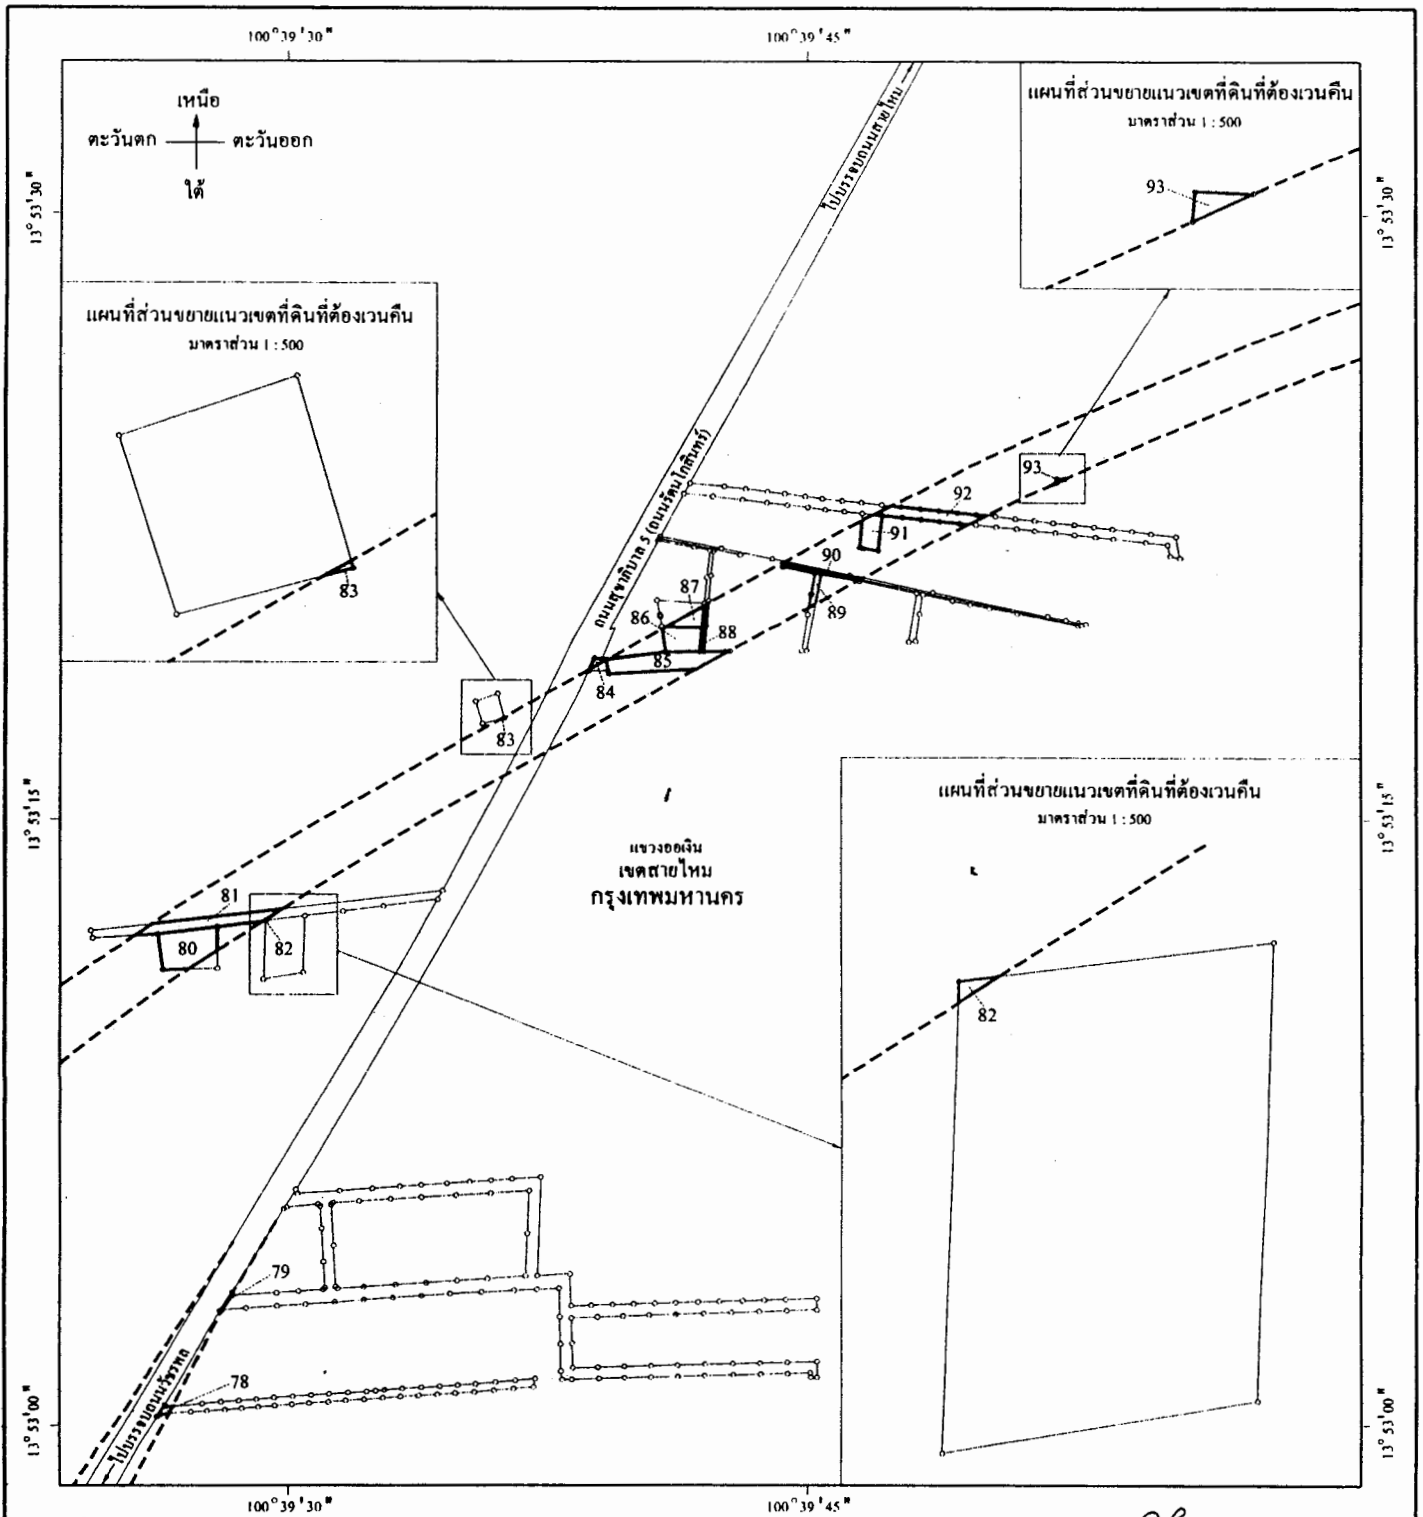 100°39'30"
100°39'45"
เหนือ
ตะวันตก
ตะวันออก
ใต้
แผนที่ส่วนขยายแนวเขตที่ดินที่ต้องเวนคืน
มาตราส่วน 1 : 500
93
ไปบรรจบถนนสายไหม
13°53'30"
13°53'30"
แผนที่ส่วนขยายแนวเขตที่ดินที่ต้องเวนคืน
มาตราส่วน 1 : 500
83
ถนนสุขาภิบาล 5 (ถนนรัตนโกสินทร์)
93
92
91
90
89
87
86
88
85
84
83
13°53'15"
13°53'15"
แขวงออเงิน
เขตสายไหม
กรุงเทพมหานคร
แผนที่ส่วนขยายแนวเขตที่ดินที่ต้องเวนคืน
มาตราส่วน 1 : 500
82
81
80
82
79
78
ไปบรรจบถนนวัชรพล
13°53'00"
13°53'00"
100°39'30"
100°39'45"